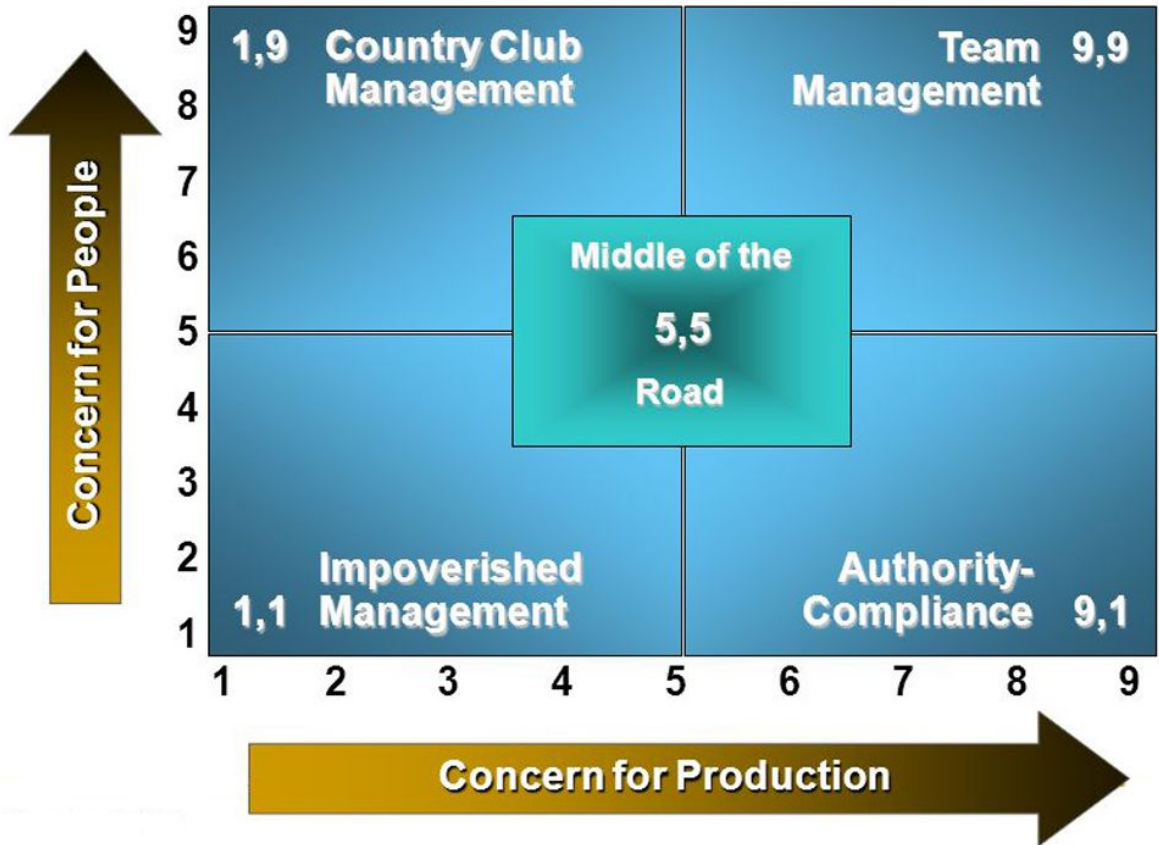 9
8
7
6
5
4
3
2
1
Concern for People
1,9 Country Club
Management
Team 9,9
Management
Middle of the
5,5
Road
Impoverished
1,1 Management
Authority-
Compliance 9,1
1 2 3 4 5 6 7 8 9
Concern for Production